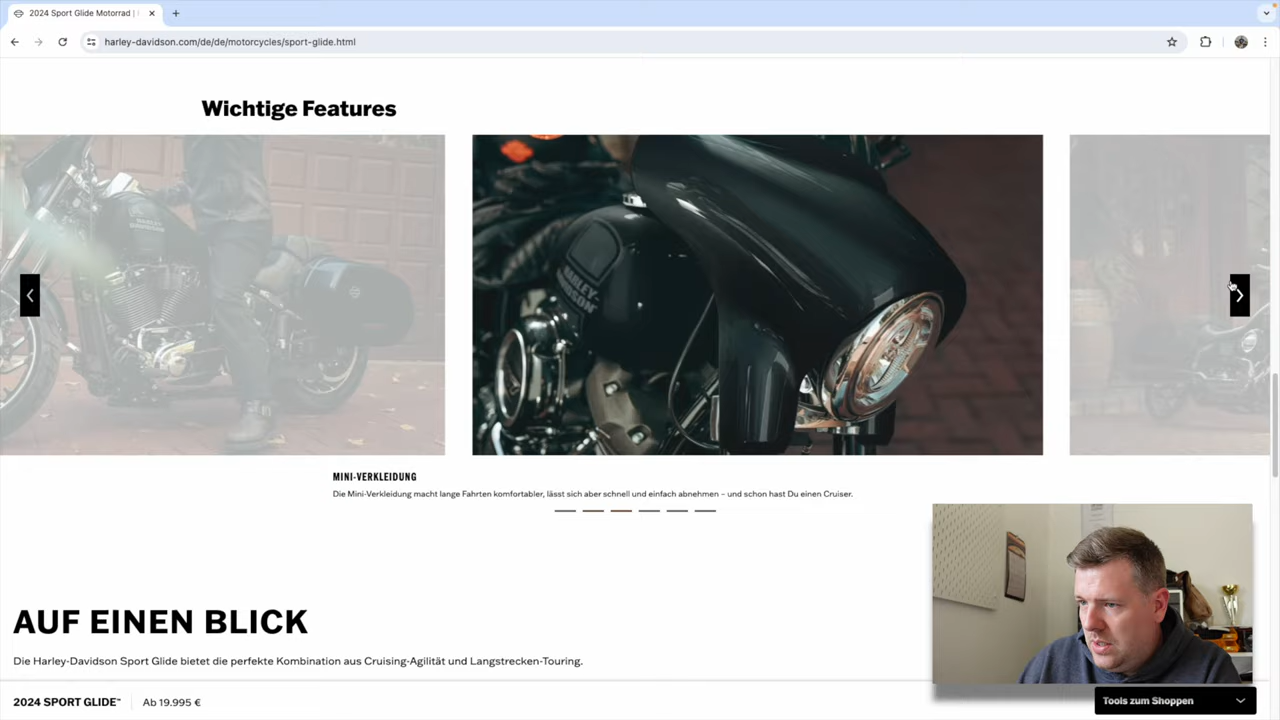 2024 Sport Glide Motorrad |
harley-davidson.com/de/de/motorcycles/sport-glide.html
Wichtige Features
HARLEY-DAVIDSON
MINI-VERKLEIDUNG
Die Mini-Verkleidung macht lange Fahrten komfortabler, lässt sich aber schnell und einfach abnehmen – und schon hast Du einen Cruiser.
AUF EINEN BLICK
Die Harley-Davidson Sport Glide bietet die perfekte Kombination aus Cruising-Agilität und Langstrecken-Touring.
2024 SPORT GLIDE™
Ab 19.995 €
Tools zum Shoppen